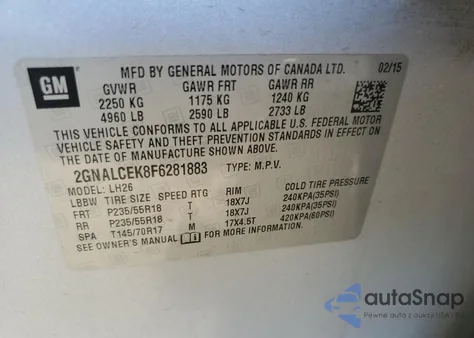 GM
MFD BY GENERAL MOTORS OF CANADA LTD. 02/15
GVWR GAWR FRT GAWR RR
2250 KG 1175 KG 1240 KG
4960 LB 2590 LB 2733 LB
THIS VEHICLE CONFORMS TO ALL APPLICABLE U.S. FEDERAL MOTOR
VEHICLE SAFETY AND THEFT PREVENTION STANDARDS IN EFFECT
ON THE DATE OF MANUFACTURE SHOWN ABOVE.
2GNALCEK8F6281883 TYPE: M.P.V.
MODEL: LH26
LBBW TIRE SIZE SPEED RTG RIM COLD TIRE PRESSURE
FRT P235/55R18 T 18X7J 240KPA(35PSI)
RR P235/55R18 T 18X7J 240KPA(35PSI)
SPA T145/70R17 M 17X4.5T 420KPA(60PSI)
SEE OWNER'S MANUAL FOR MORE INFORMATION.
autoSnap
Pewne auto z USA